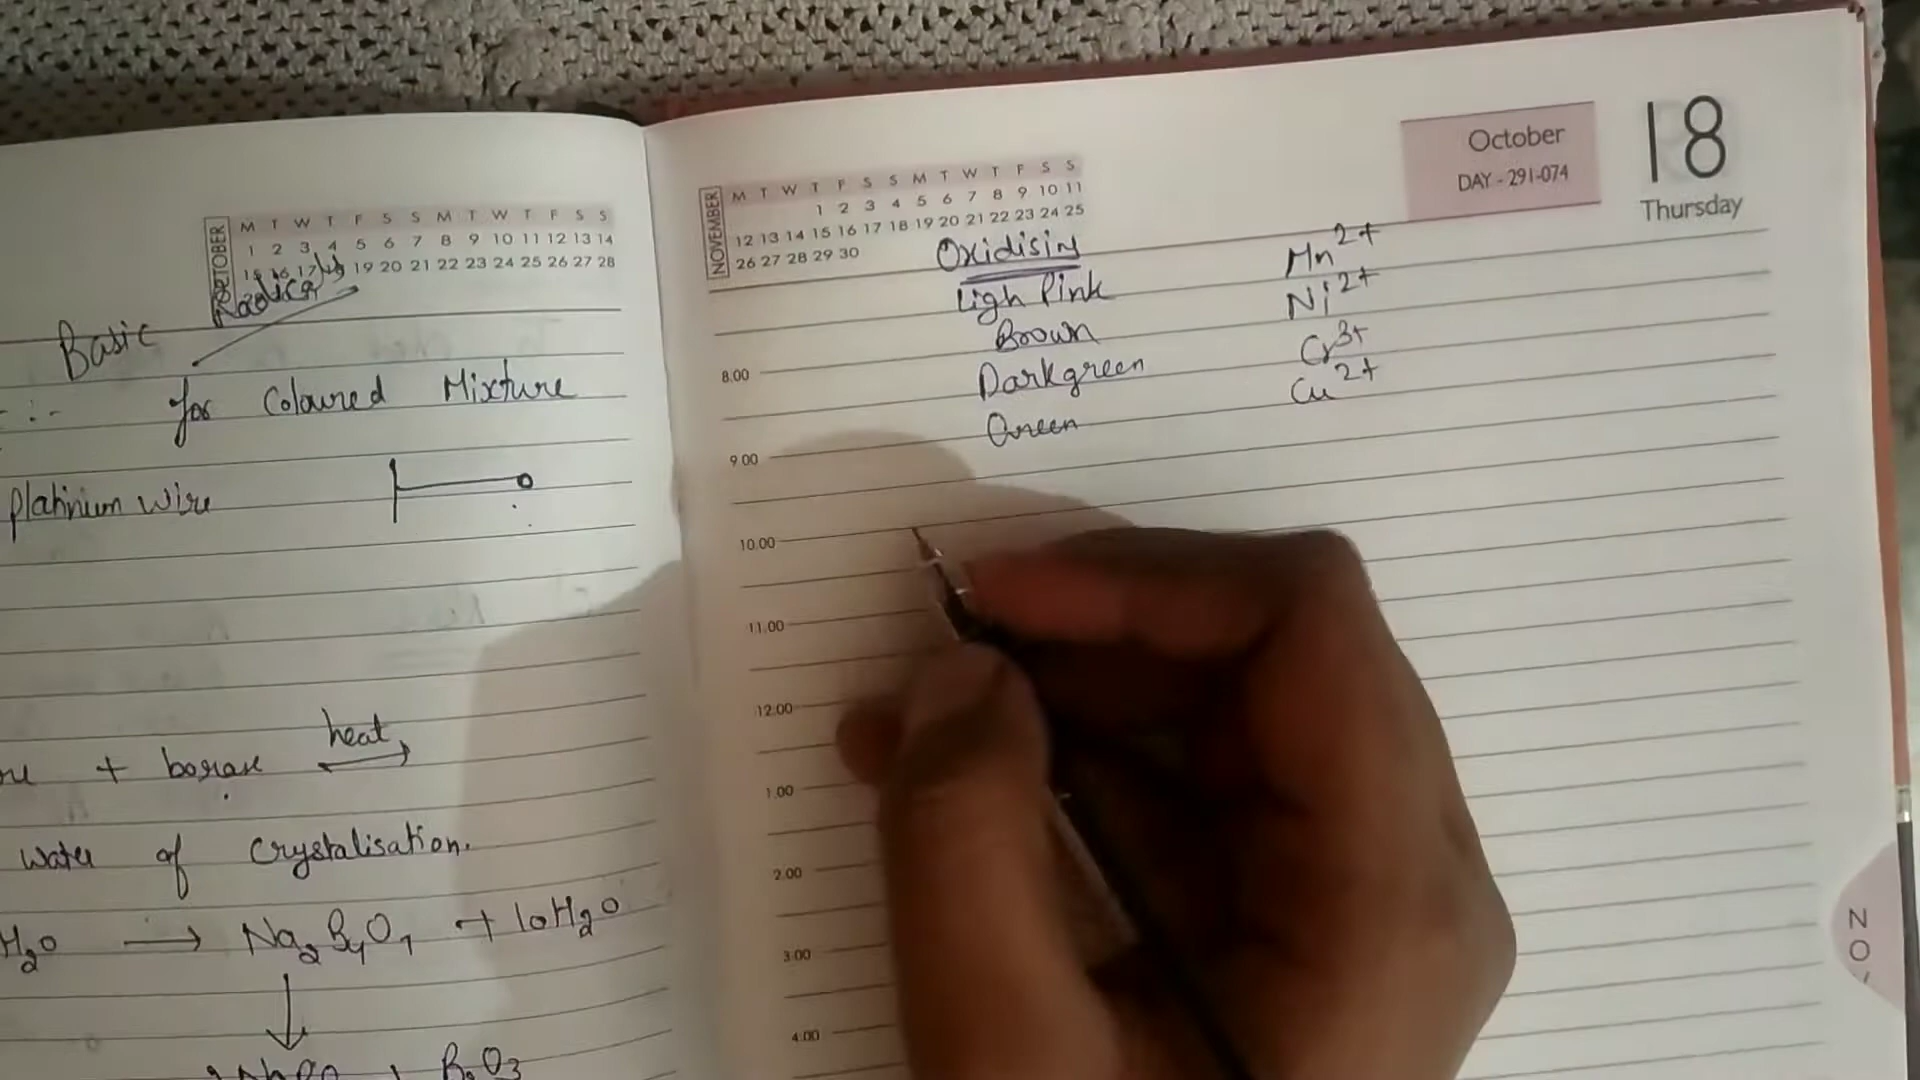 OCTOBER
M T W T F S S M T W T F S S
1 2 3 4 5 6 7 8 9 10 11 12 13 14
15 16 17 19 20 21 22 23 24 25 26 27 28
Basic
for Coloured Mixture
Platinium Wire
+ borax heat
water of Crystalisation.
H2O → Na2B4O7 + 10H2O
B2O3
NOVEMBER
M T W T F S S M T W T F S S
1 2 3 4 5 6 7 8 9 10 11
12 13 14 15 16 17 18 19 20 21 22 23 24 25
26 27 28 29 30
October
DAY - 291-074
18
Thursday
Oxidising
Ligh Pink Mn2+
Brown Ni2+
Darkgreen Cr3+
Green Cu2+
8.00
9.00
10.00
11.00
12.00
1.00
2.00
3.00
4.00
NO